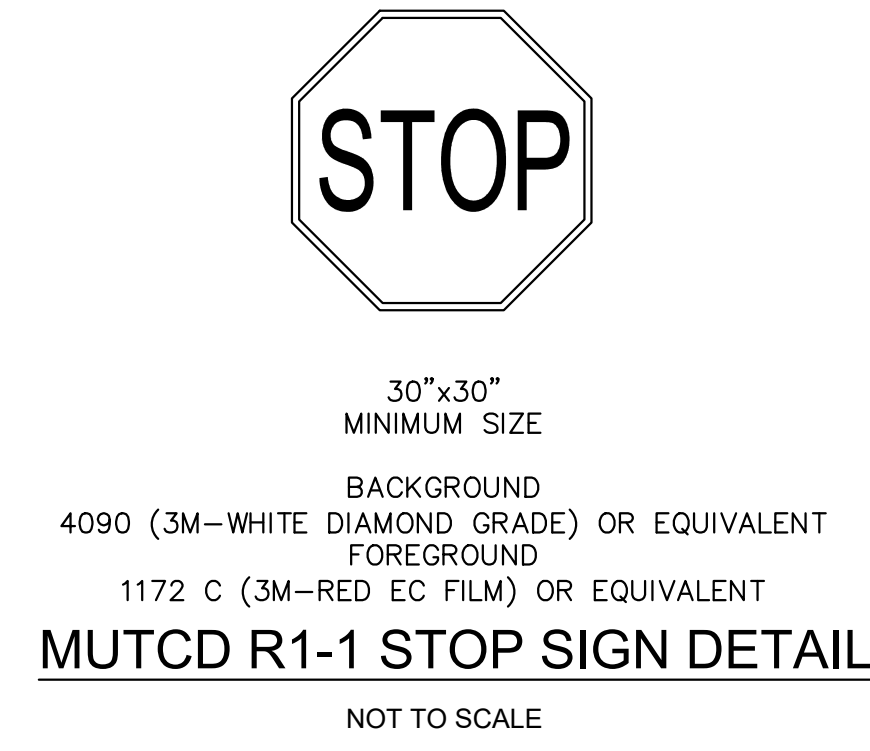 STOP
30”x30”
MINIMUM SIZE
BACKGROUND
4090 (3M–WHITE DIAMOND GRADE) OR EQUIVALENT
FOREGROUND
1172 C (3M–RED EC FILM) OR EQUIVALENT
MUTCD R1-1 STOP SIGN DETAIL
NOT TO SCALE